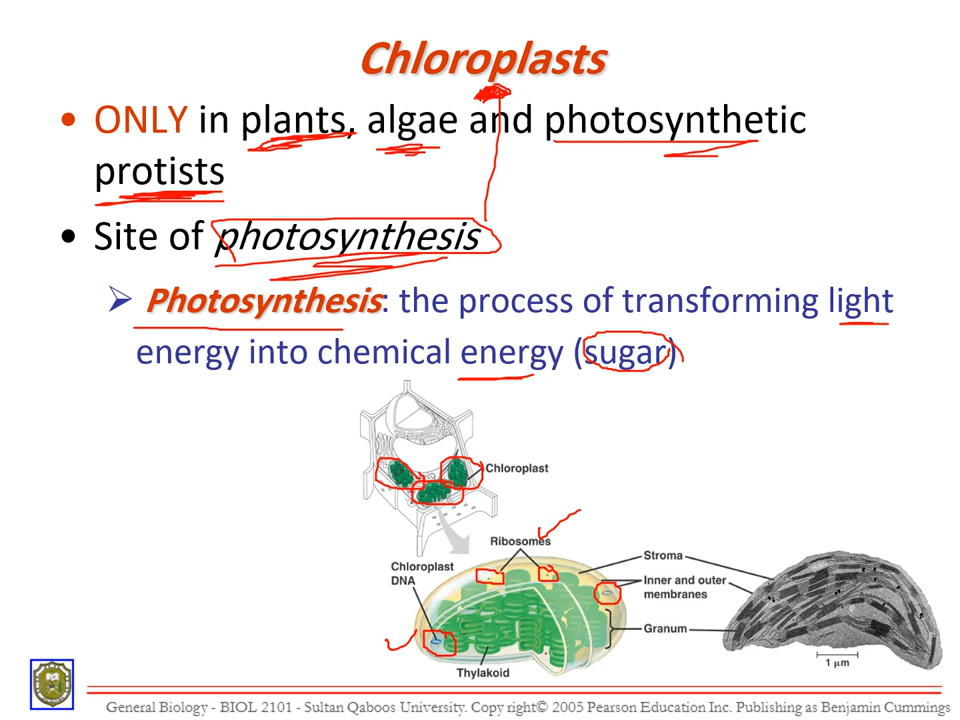 Chloroplasts
• ONLY in plants, algae and photosynthetic
protists
• Site of photosynthesis
➢ Photosynthesis: the process of transforming light
energy into chemical energy (sugar)
Chloroplast
Ribosomes
Stroma
Chloroplast
DNA
Inner and outer
membranes
Granum
1 μm
Thylakoid
General Biology - BIOL 2101 - Sultan Qaboos University. Copy right© 2005 Pearson Education Inc. Publishing as Benjamin Cummings